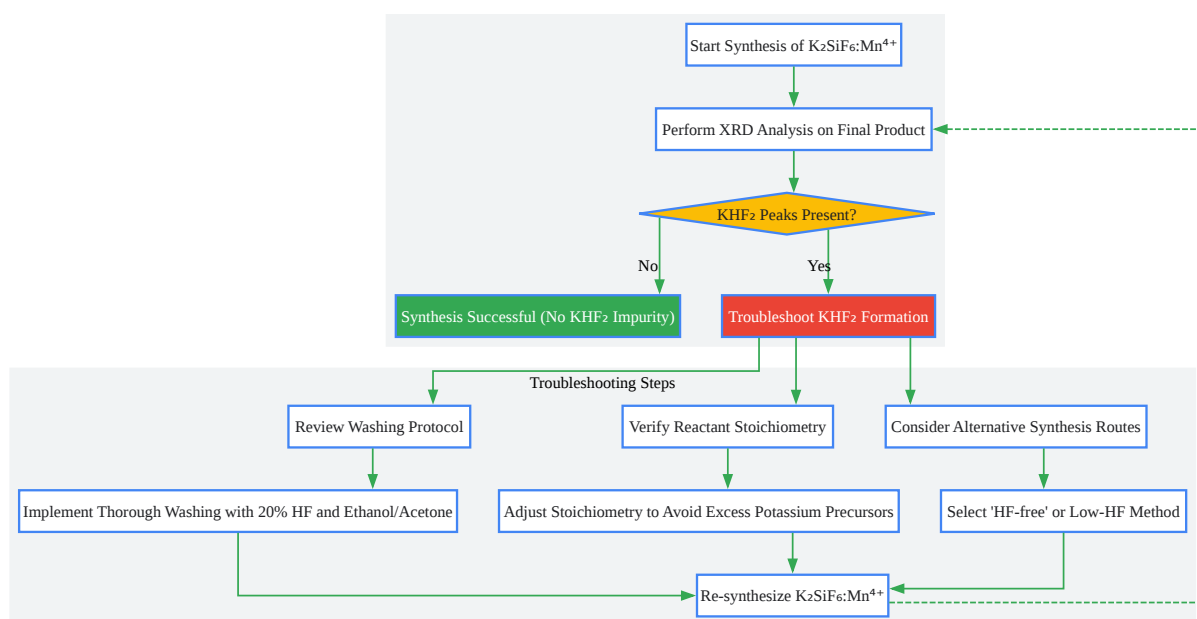 Start Synthesis of K₂SiF₆:Mn⁴⁺
Perform XRD Analysis on Final Product
KHF₂ Peaks Present?
No
Yes
Synthesis Successful (No KHF₂ Impurity)
Troubleshoot KHF₂ Formation
Troubleshooting Steps
Review Washing Protocol
Verify Reactant Stoichiometry
Consider Alternative Synthesis Routes
Implement Thorough Washing with 20% HF and Ethanol/Acetone
Adjust Stoichiometry to Avoid Excess Potassium Precursors
Select 'HF-free' or Low-HF Method
Re-synthesize K₂SiF₆:Mn⁴⁺